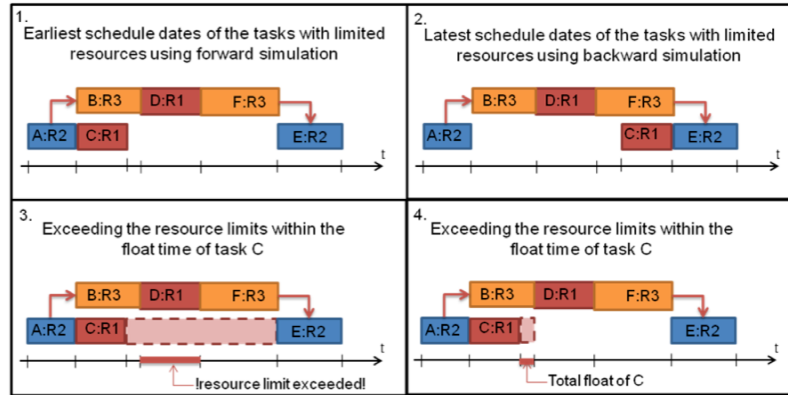 1.
Earliest schedule dates of the tasks with limited
resources using forward simulation
B:R3 D:R1 F:R3
A:R2 C:R1 E:R2
t
2.
Latest schedule dates of the tasks with limited
resources using backward simulation
B:R3 D:R1 F:R3
A:R2 C:R1 E:R2
t
3.
Exceeding the resource limits within the
float time of task C
B:R3 D:R1 F:R3
A:R2 C:R1 E:R2
t
!resource limit exceeded!
4.
Exceeding the resource limits within the
float time of task C
B:R3 D:R1 F:R3
A:R2 C:R1 E:R2
t
Total float of C